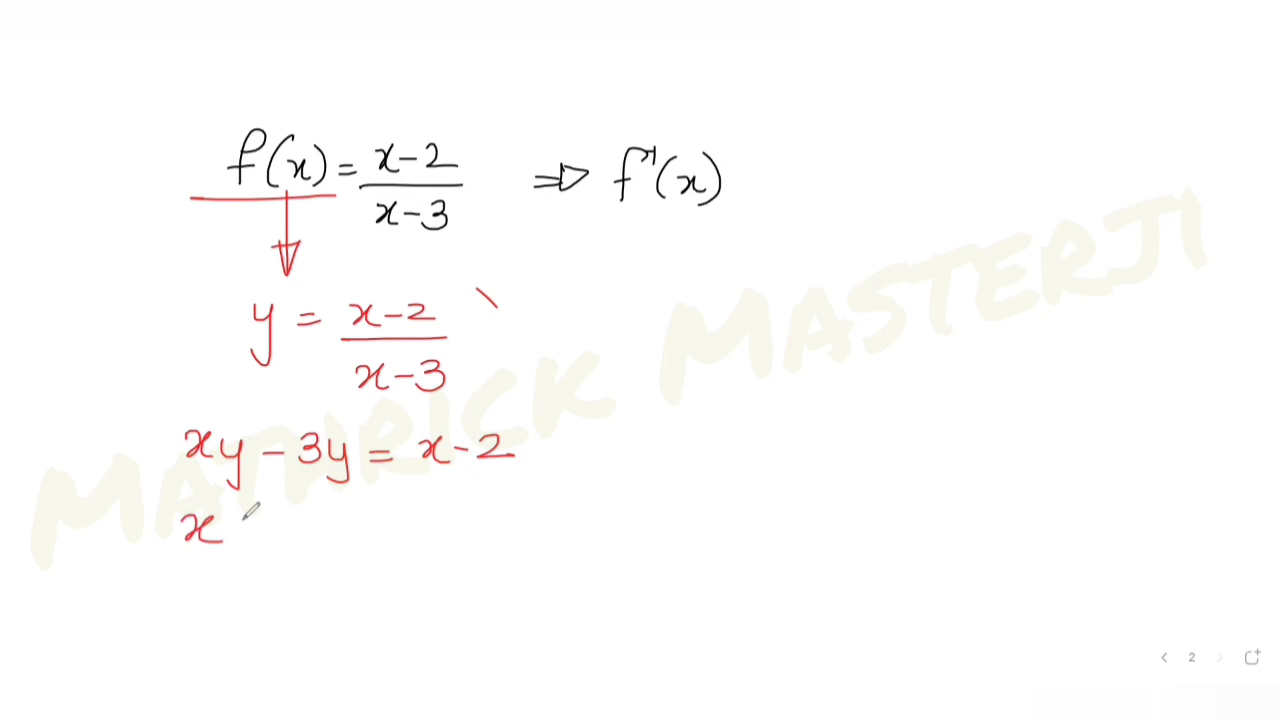 f(x) = x-2 / x-3 ⇒ f⁻¹(x)
y = x-2 / x-3
xy - 3y = x - 2
x
MATHRICK MASTERJI
2